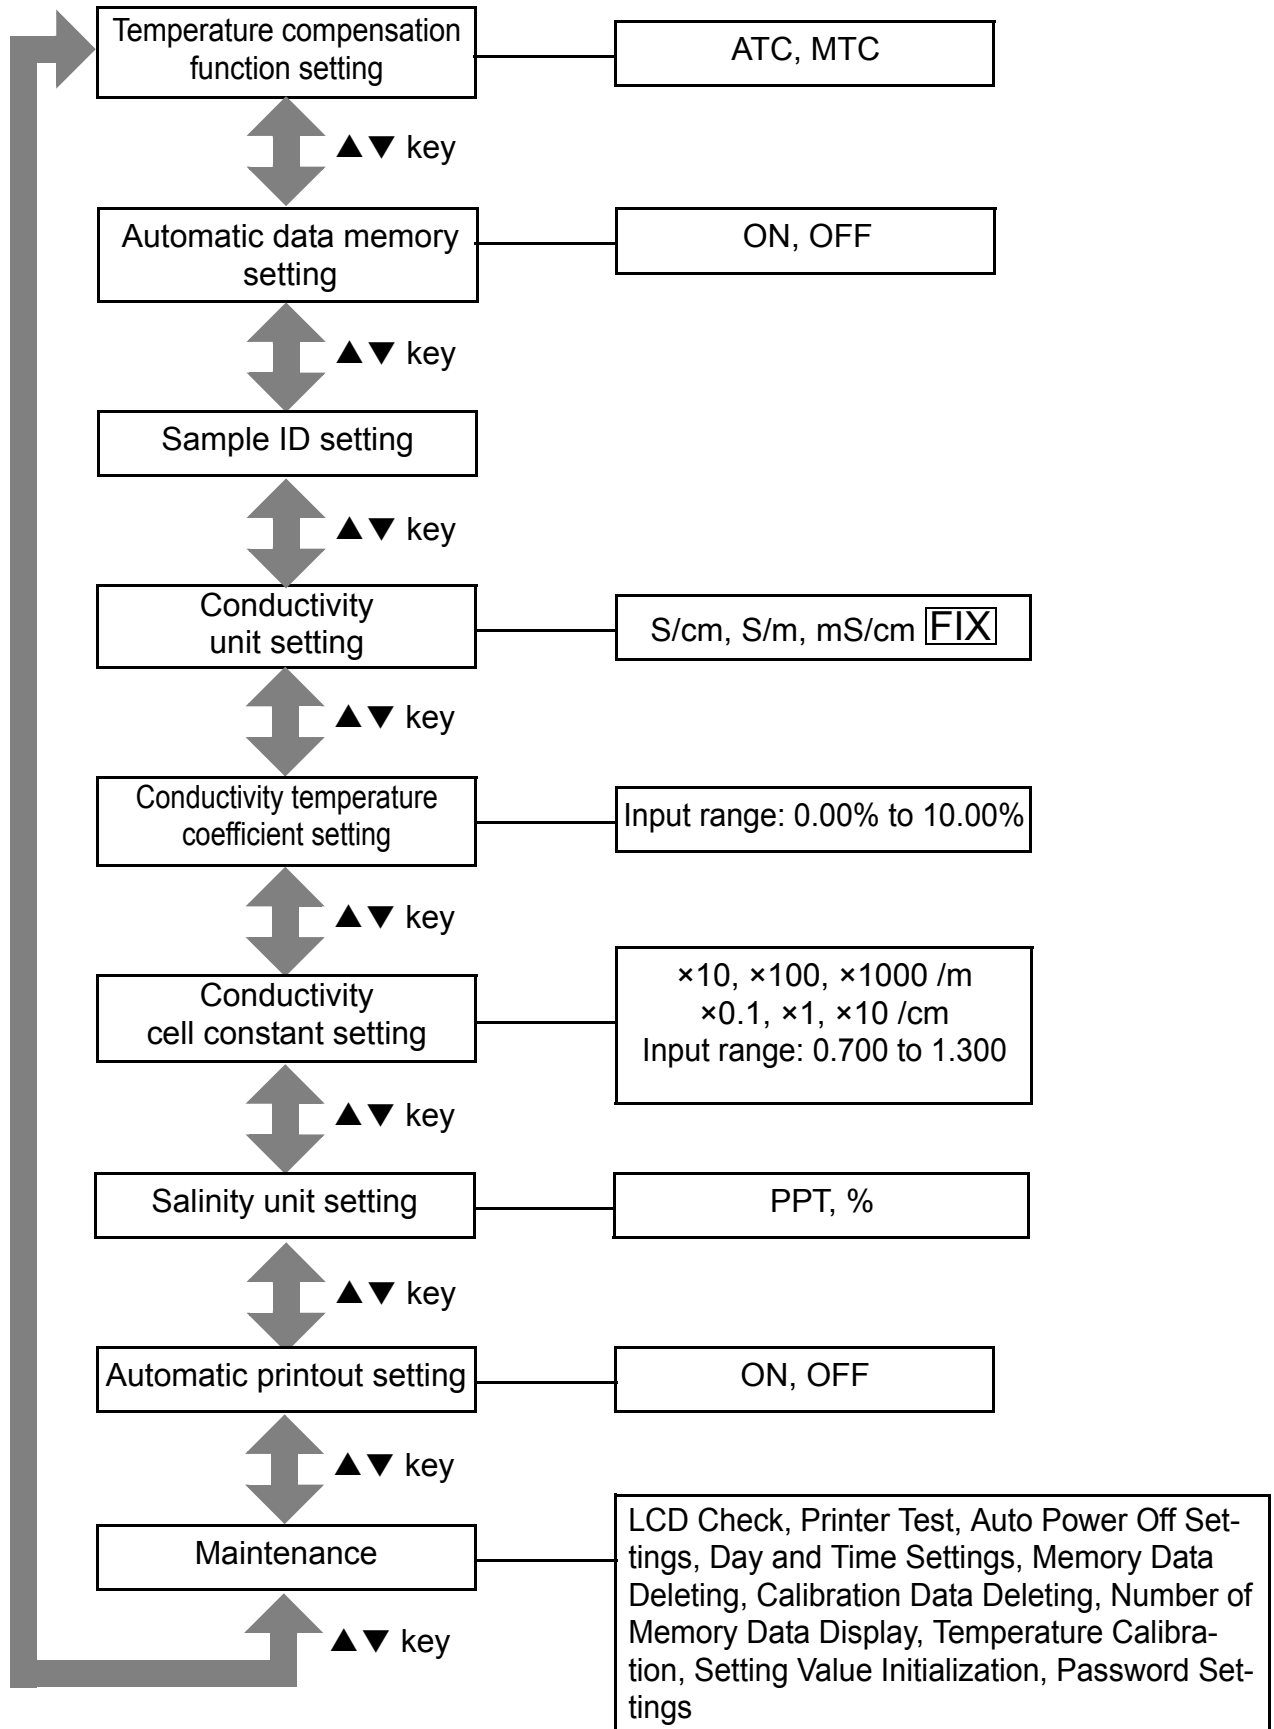 Temperature compensation
function setting
ATC, MTC
▲▼ key
Automatic data memory
setting
ON, OFF
▲▼ key
Sample ID setting
▲▼ key
Conductivity
unit setting
S/cm, S/m, mS/cm FIX
▲▼ key
Conductivity temperature
coefficient setting
Input range: 0.00% to 10.00%
▲▼ key
Conductivity
cell constant setting
×10, ×100, ×1000 /m
×0.1, ×1, ×10 /cm
Input range: 0.700 to 1.300
▲▼ key
Salinity unit setting
PPT, %
▲▼ key
Automatic printout setting
ON, OFF
▲▼ key
Maintenance
LCD Check, Printer Test, Auto Power Off Set-
tings, Day and Time Settings, Memory Data
Deleting, Calibration Data Deleting, Number of
Memory Data Display, Temperature Calibra-
tion, Setting Value Initialization, Password Set-
tings
▲▼ key